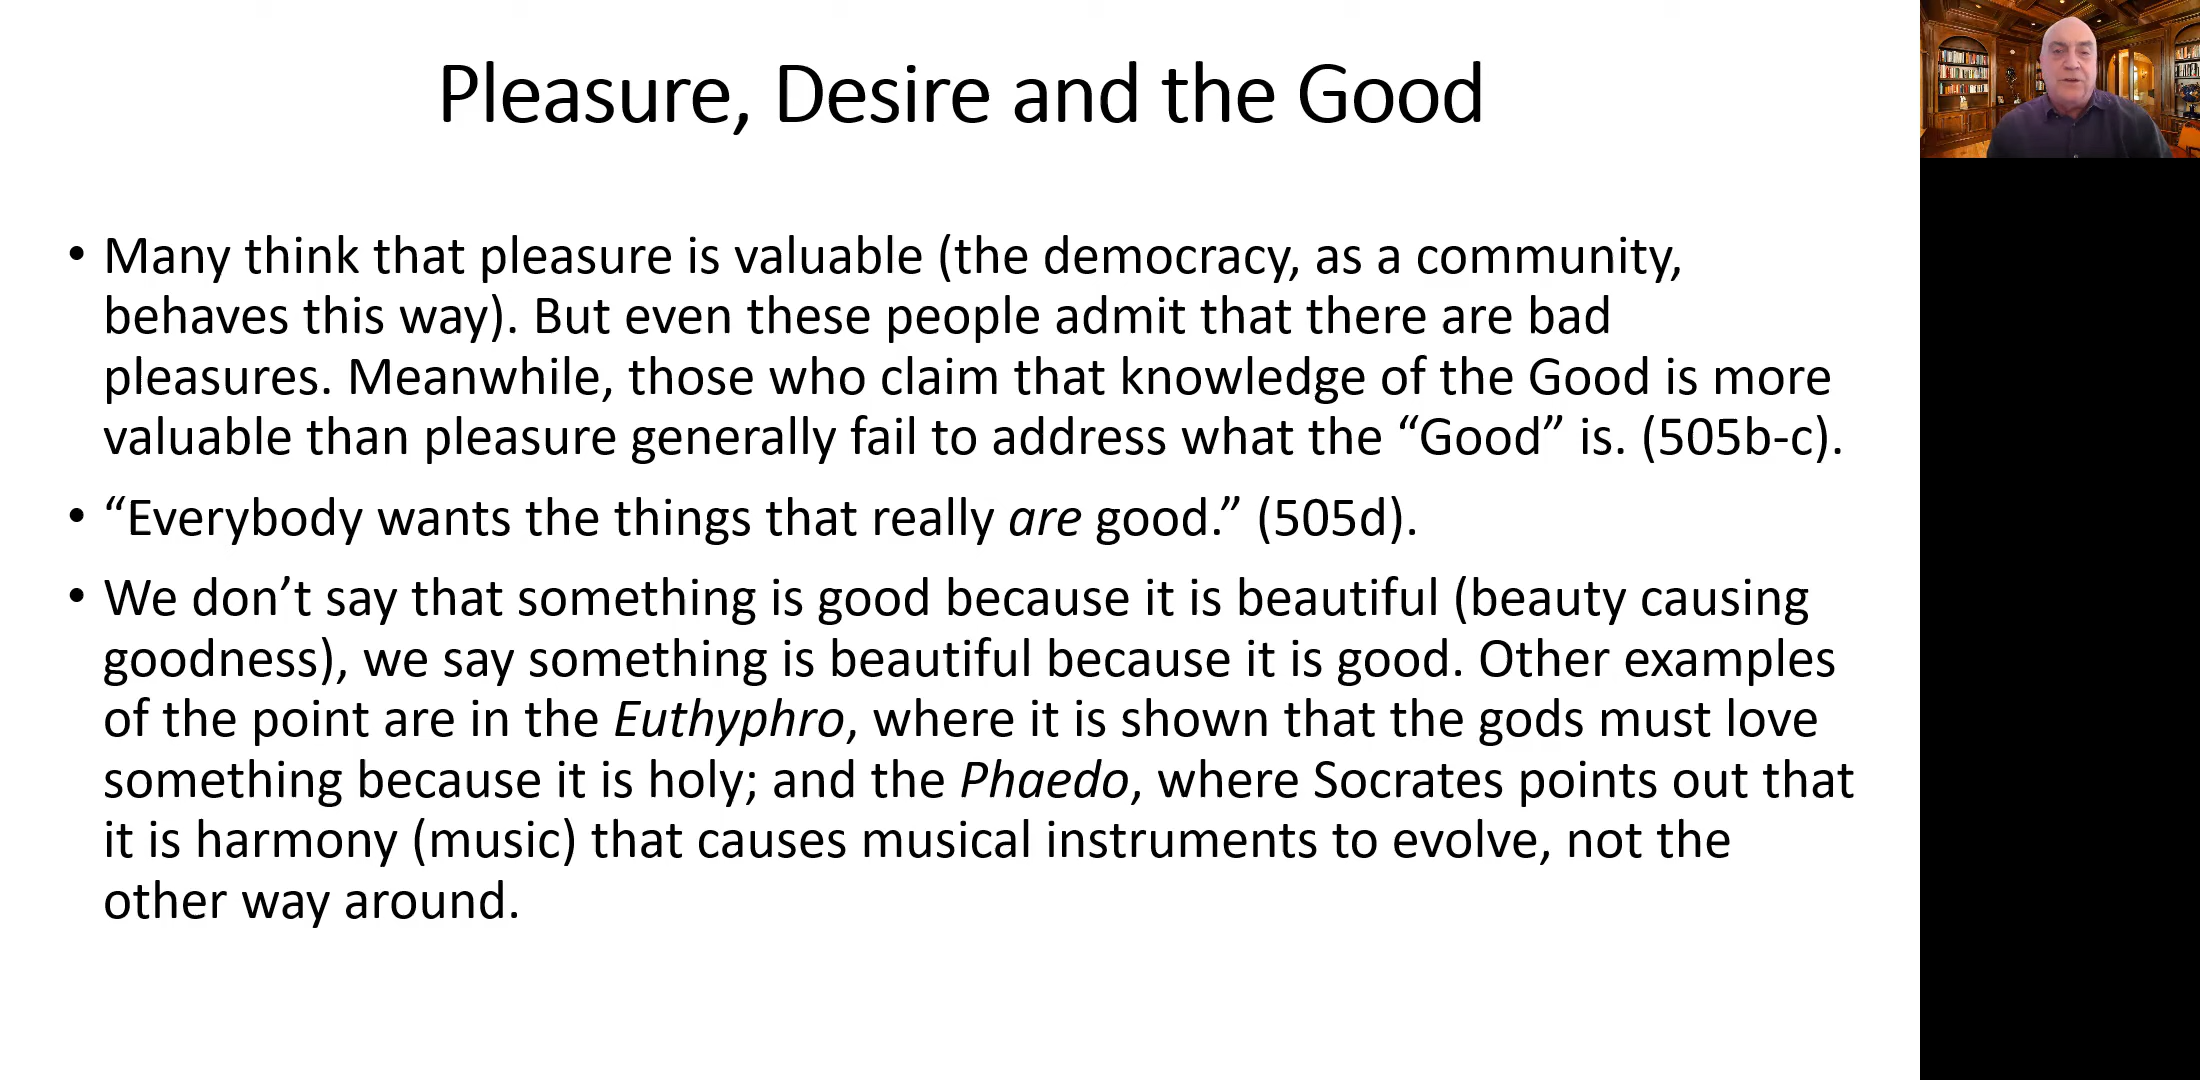 Pleasure, Desire and the Good
• Many think that pleasure is valuable (the democracy, as a community,
behaves this way). But even these people admit that there are bad
pleasures. Meanwhile, those who claim that knowledge of the Good is more
valuable than pleasure generally fail to address what the “Good” is. (505b-c).
• “Everybody wants the things that really are good.” (505d).
• We don’t say that something is good because it is beautiful (beauty causing
goodness), we say something is beautiful because it is good. Other examples
of the point are in the Euthyphro, where it is shown that the gods must love
something because it is holy; and the Phaedo, where Socrates points out that
it is harmony (music) that causes musical instruments to evolve, not the
other way around.